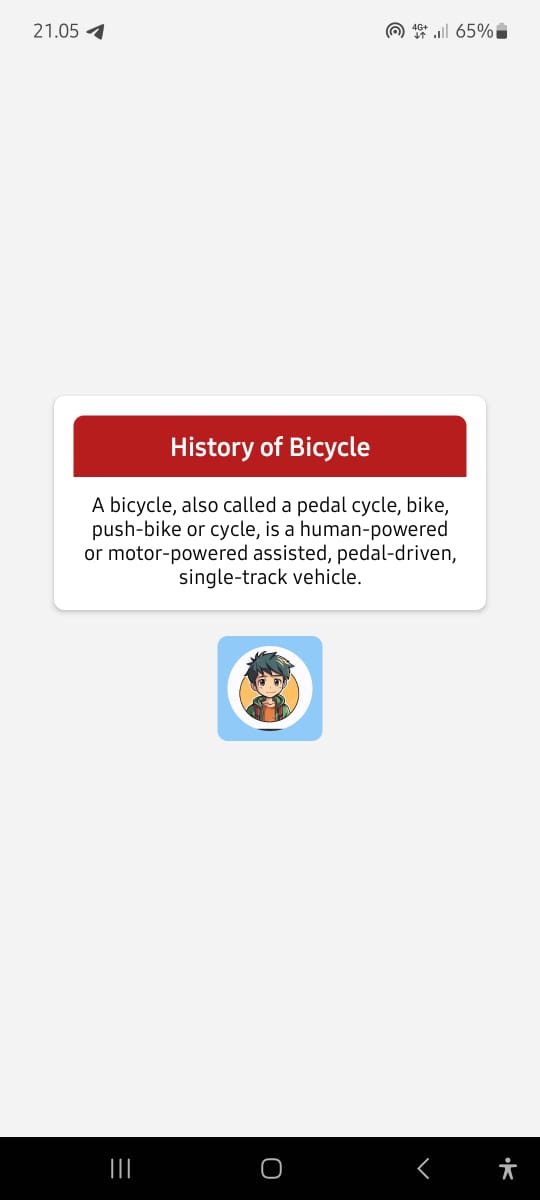 21.05
4G+
65%
History of Bicycle
A bicycle, also called a pedal cycle, bike,
push-bike or cycle, is a human-powered
or motor-powered assisted, pedal-driven,
single-track vehicle.